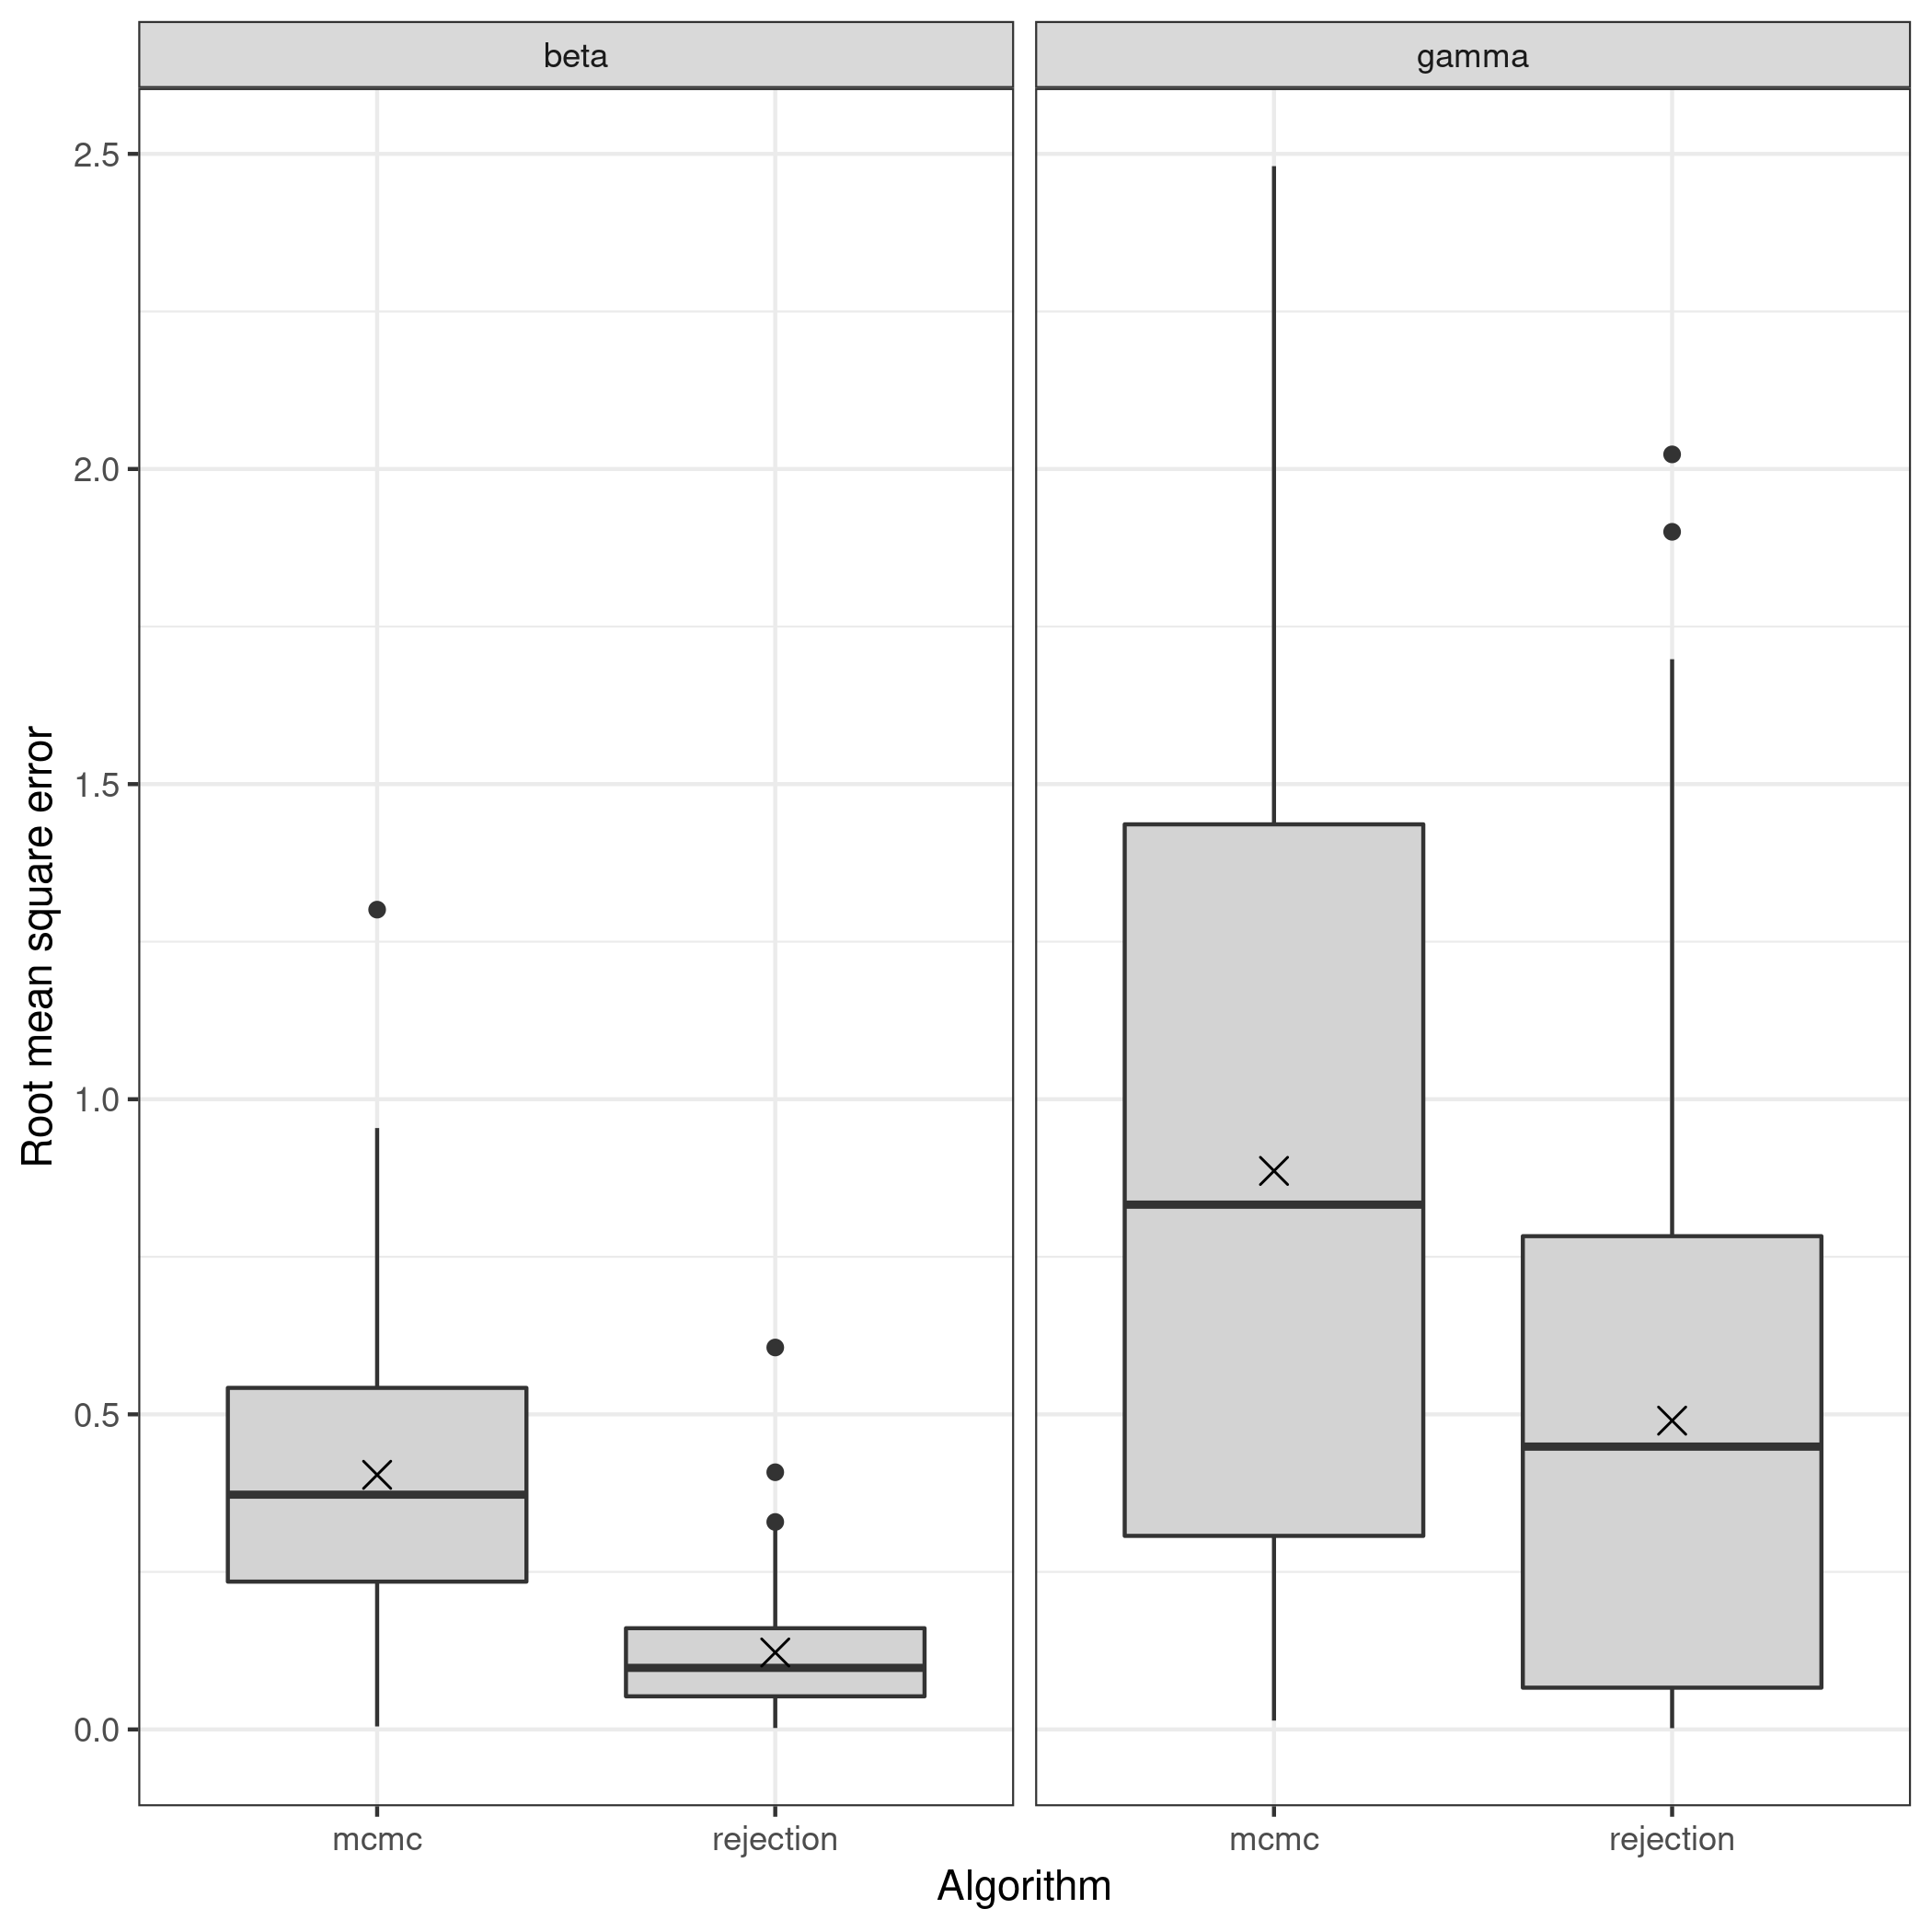 beta
gamma
Root mean square error
2.5
2.0
1.5
1.0
0.5
0.0
mcmc
rejection
mcmc
rejection
Algorithm